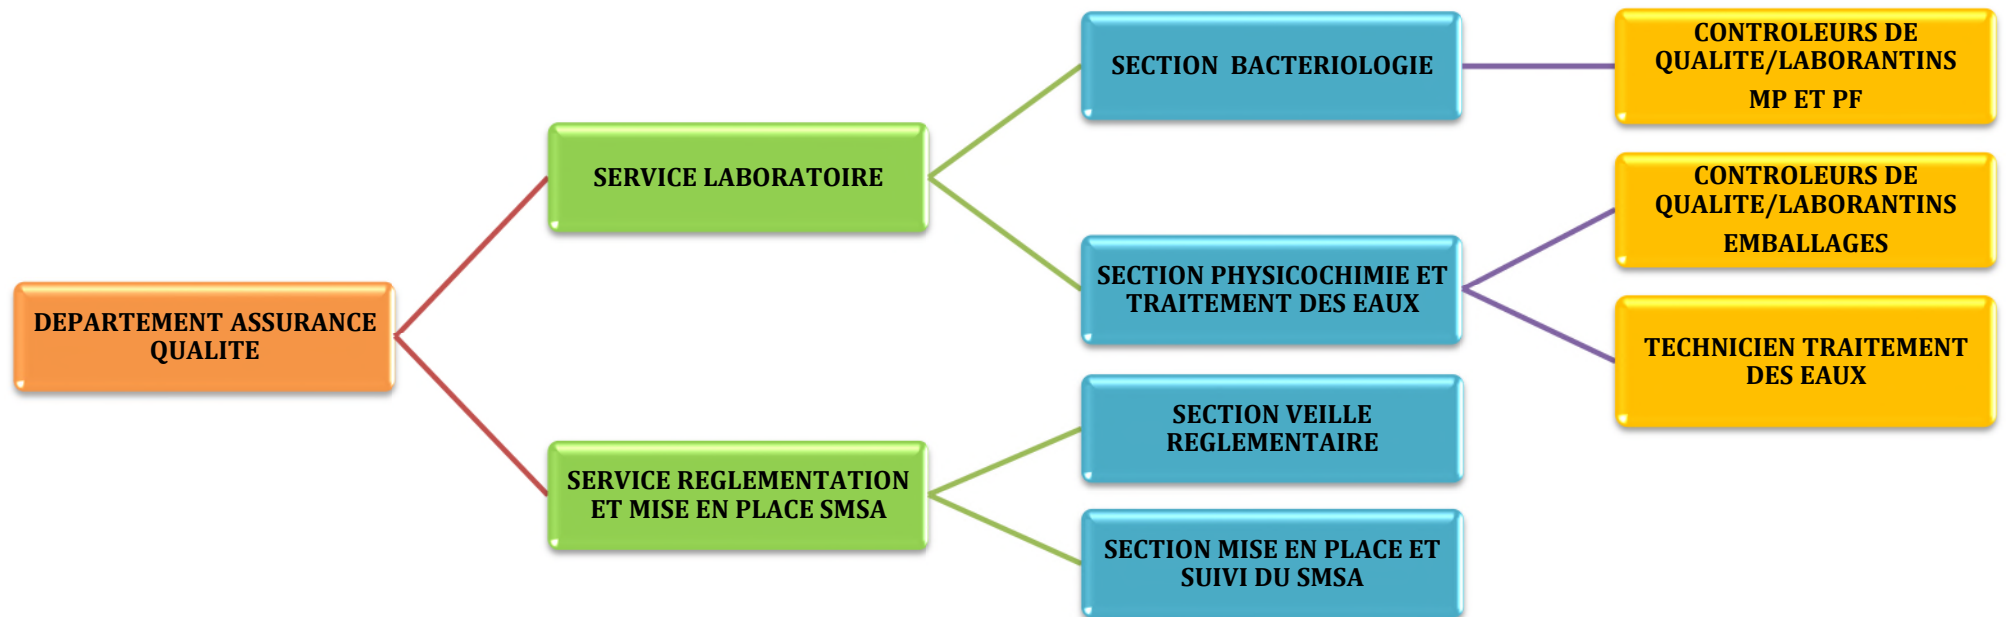 DEPARTEMENT ASSURANCE
QUALITE
SERVICE LABORATOIRE
SECTION BACTERIOLOGIE
CONTROLEURS DE
QUALITE/LABORANTINS
MP ET PF
SECTION PHYSICOCHIMIE ET
TRAITEMENT DES EAUX
CONTROLEURS DE
QUALITE/LABORANTINS
EMBALLAGES
TECHNICIEN TRAITEMENT
DES EAUX
SERVICE REGLEMENTATION
ET MISE EN PLACE SMSA
SECTION VEILLE
REGLEMENTAIRE
SECTION MISE EN PLACE ET
SUIVI DU SMSA